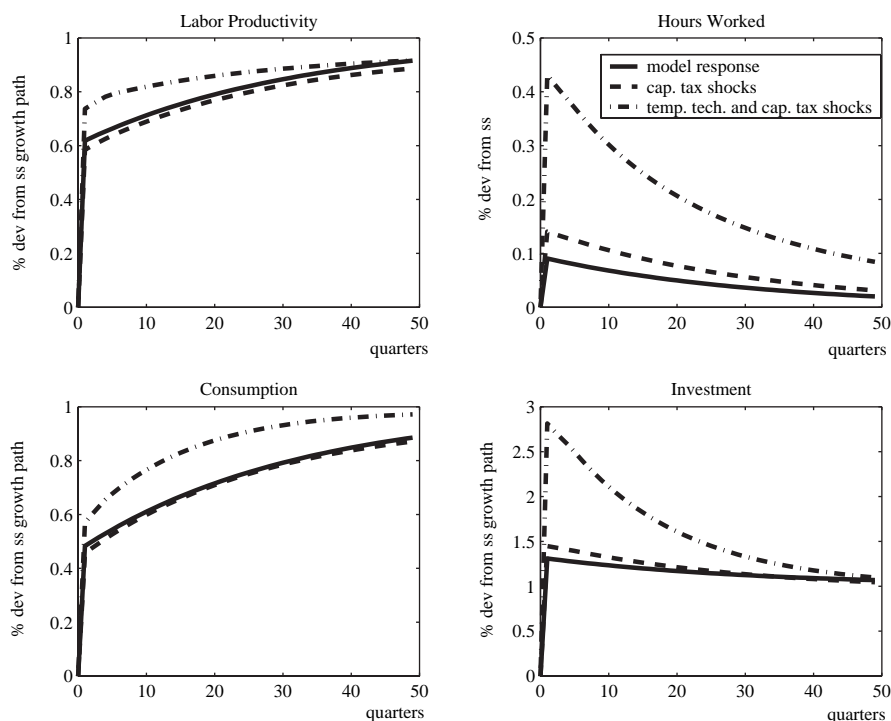 Labor Productivity
% dev from ss growth path
1
0.8
0.6
0.4
0.2
0
0 10 20 30 40 50
quarters
Hours Worked
% dev from ss
0.5
0.4
0.3
0.2
0.1
0
model response
cap. tax shocks
temp. tech. and cap. tax shocks
0 10 20 30 40 50
quarters
Consumption
% dev from ss growth path
1
0.8
0.6
0.4
0.2
0
0 10 20 30 40 50
quarters
Investment
% dev from ss growth path
3
2.5
2
1.5
1
0.5
0
0 10 20 30 40 50
quarters